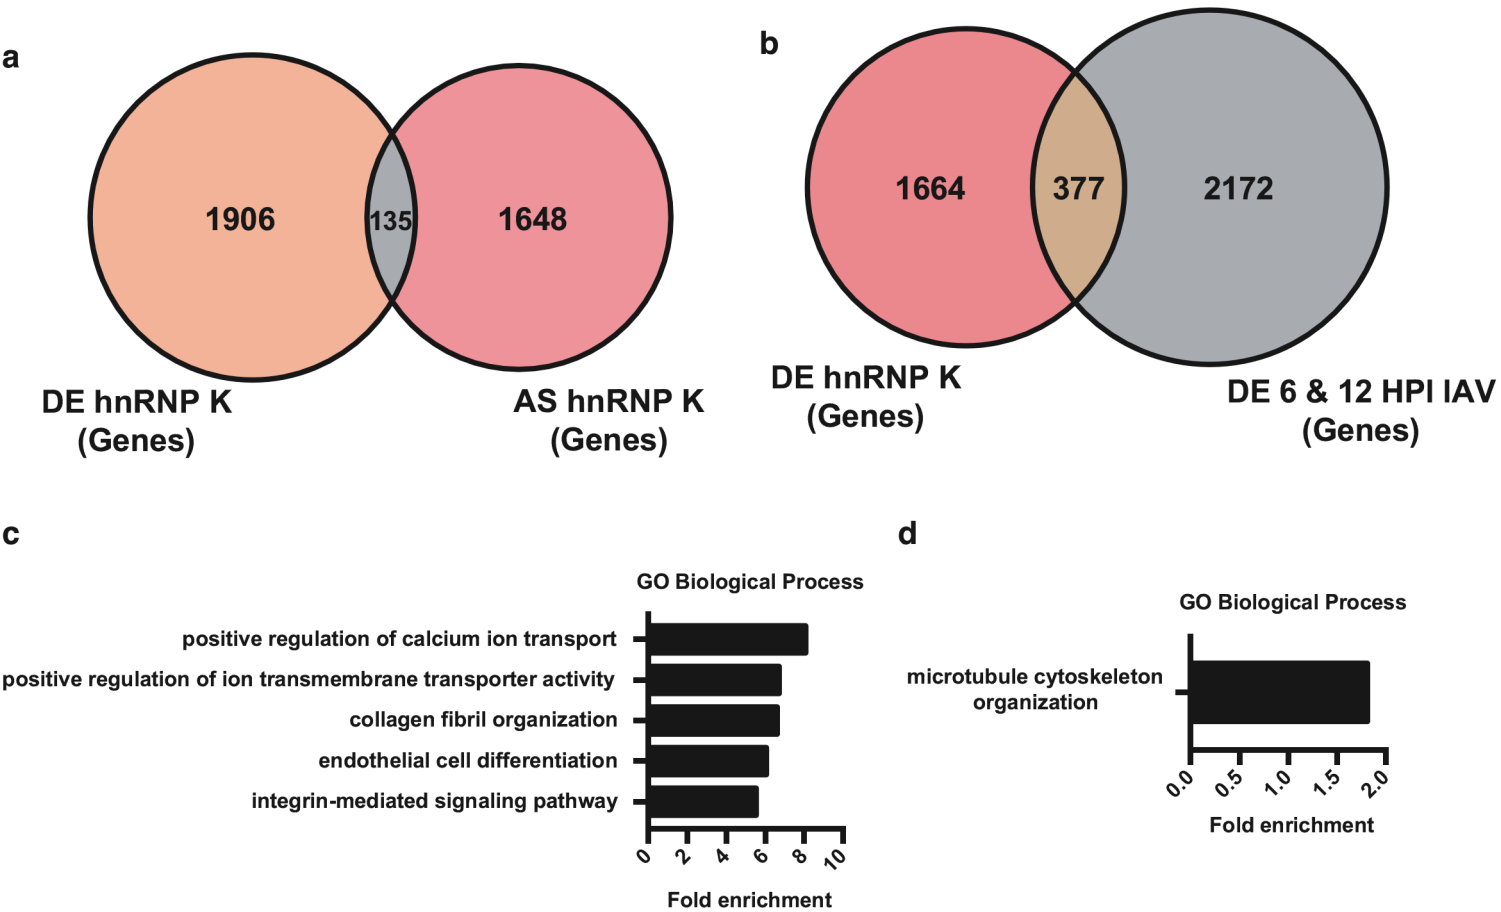 a
1906
135
1648
DE hnRNP K
(Genes)
AS hnRNP K
(Genes)
b
1664
377
2172
DE hnRNP K
(Genes)
DE 6 & 12 HPI IAV
(Genes)
c
GO Biological Process
positive regulation of calcium ion transport
positive regulation of ion transmembrane transporter activity
collagen fibril organization
endothelial cell differentiation
integrin-mediated signaling pathway
0 2 4 6 8 10
Fold enrichment
d
GO Biological Process
microtubule cytoskeleton
organization
0.0 0.5 1.0 1.5 2.0
Fold enrichment